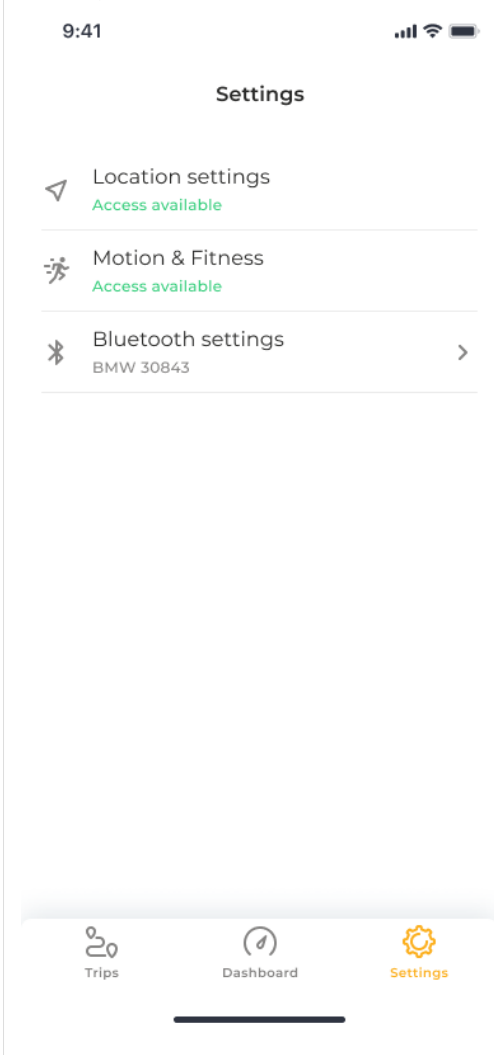 9:41
Settings
Location settings
Access available
Motion & Fitness
Access available
Bluetooth settings
BMW 30843
Trips
Dashboard
Settings